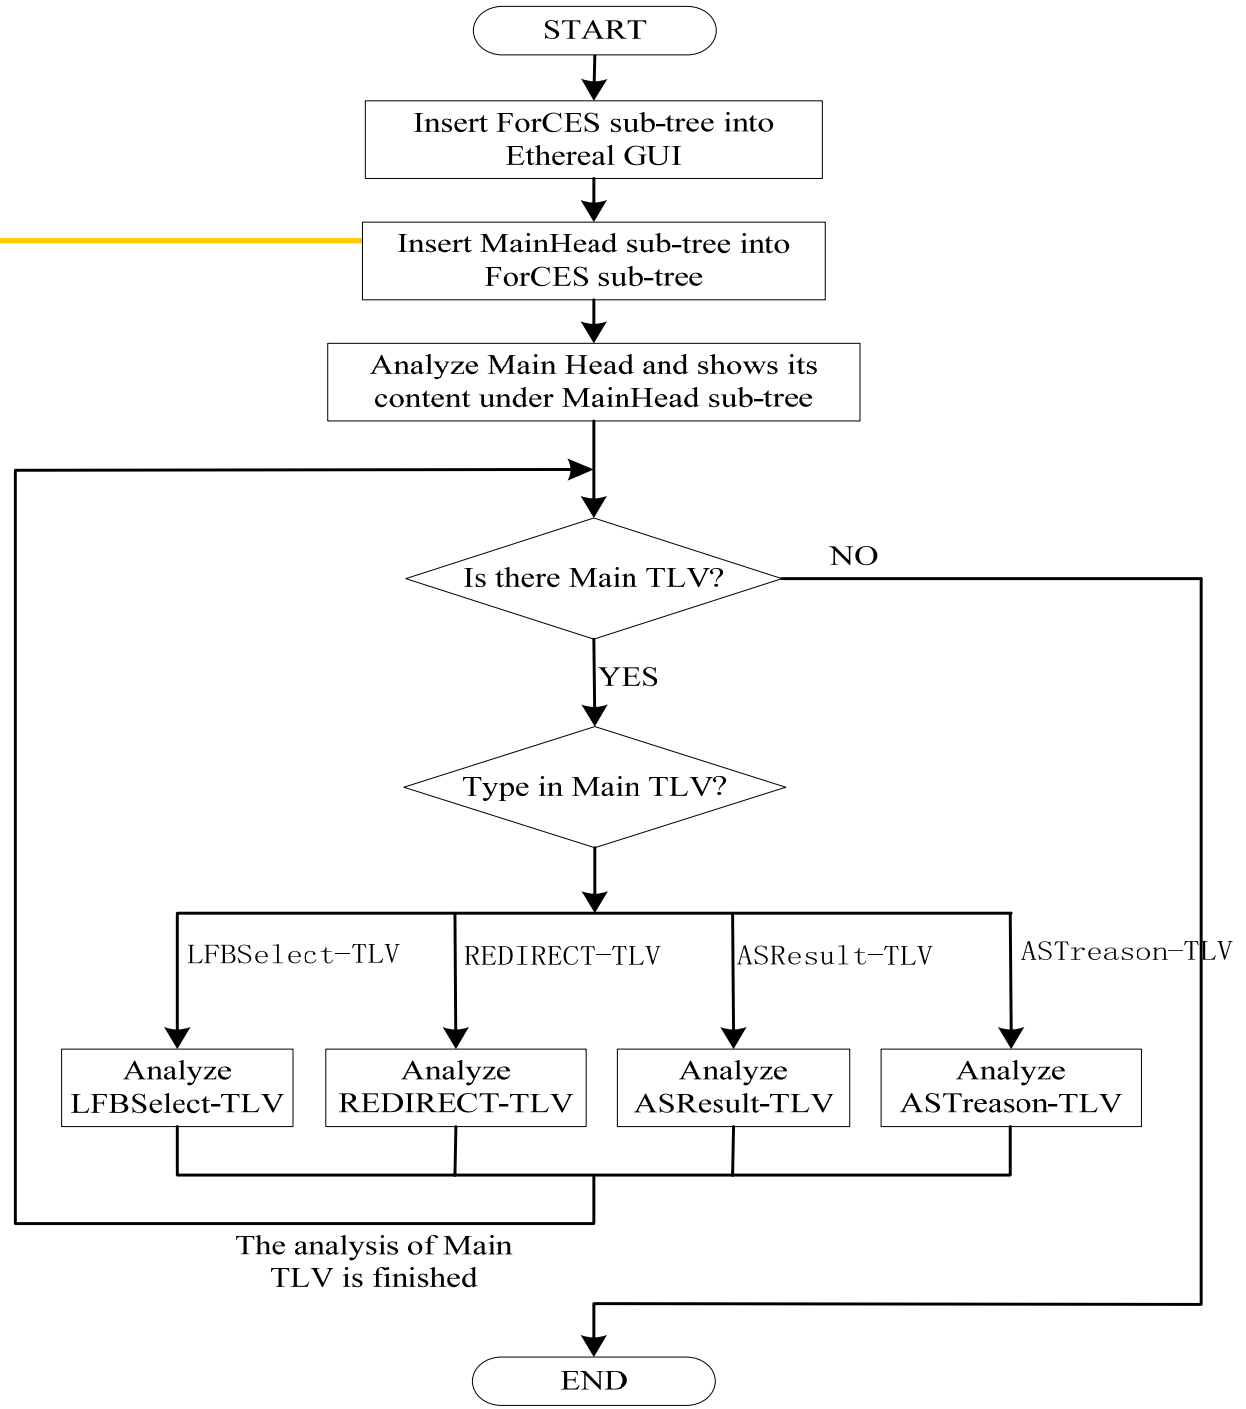 START
Insert ForCES sub-tree into
Ethereal GUI
Insert MainHead sub-tree into
ForCES sub-tree
Analyze Main Head and shows its
content under MainHead sub-tree
Is there Main TLV?
NO
YES
Type in Main TLV?
LFBSelect-TLV
REDIRECT-TLV
ASResult-TLV
ASTreason-TLV
Analyze
LFBSelect-TLV
Analyze
REDIRECT-TLV
Analyze
ASResult-TLV
Analyze
ASTreason-TLV
The analysis of Main
TLV is finished
END